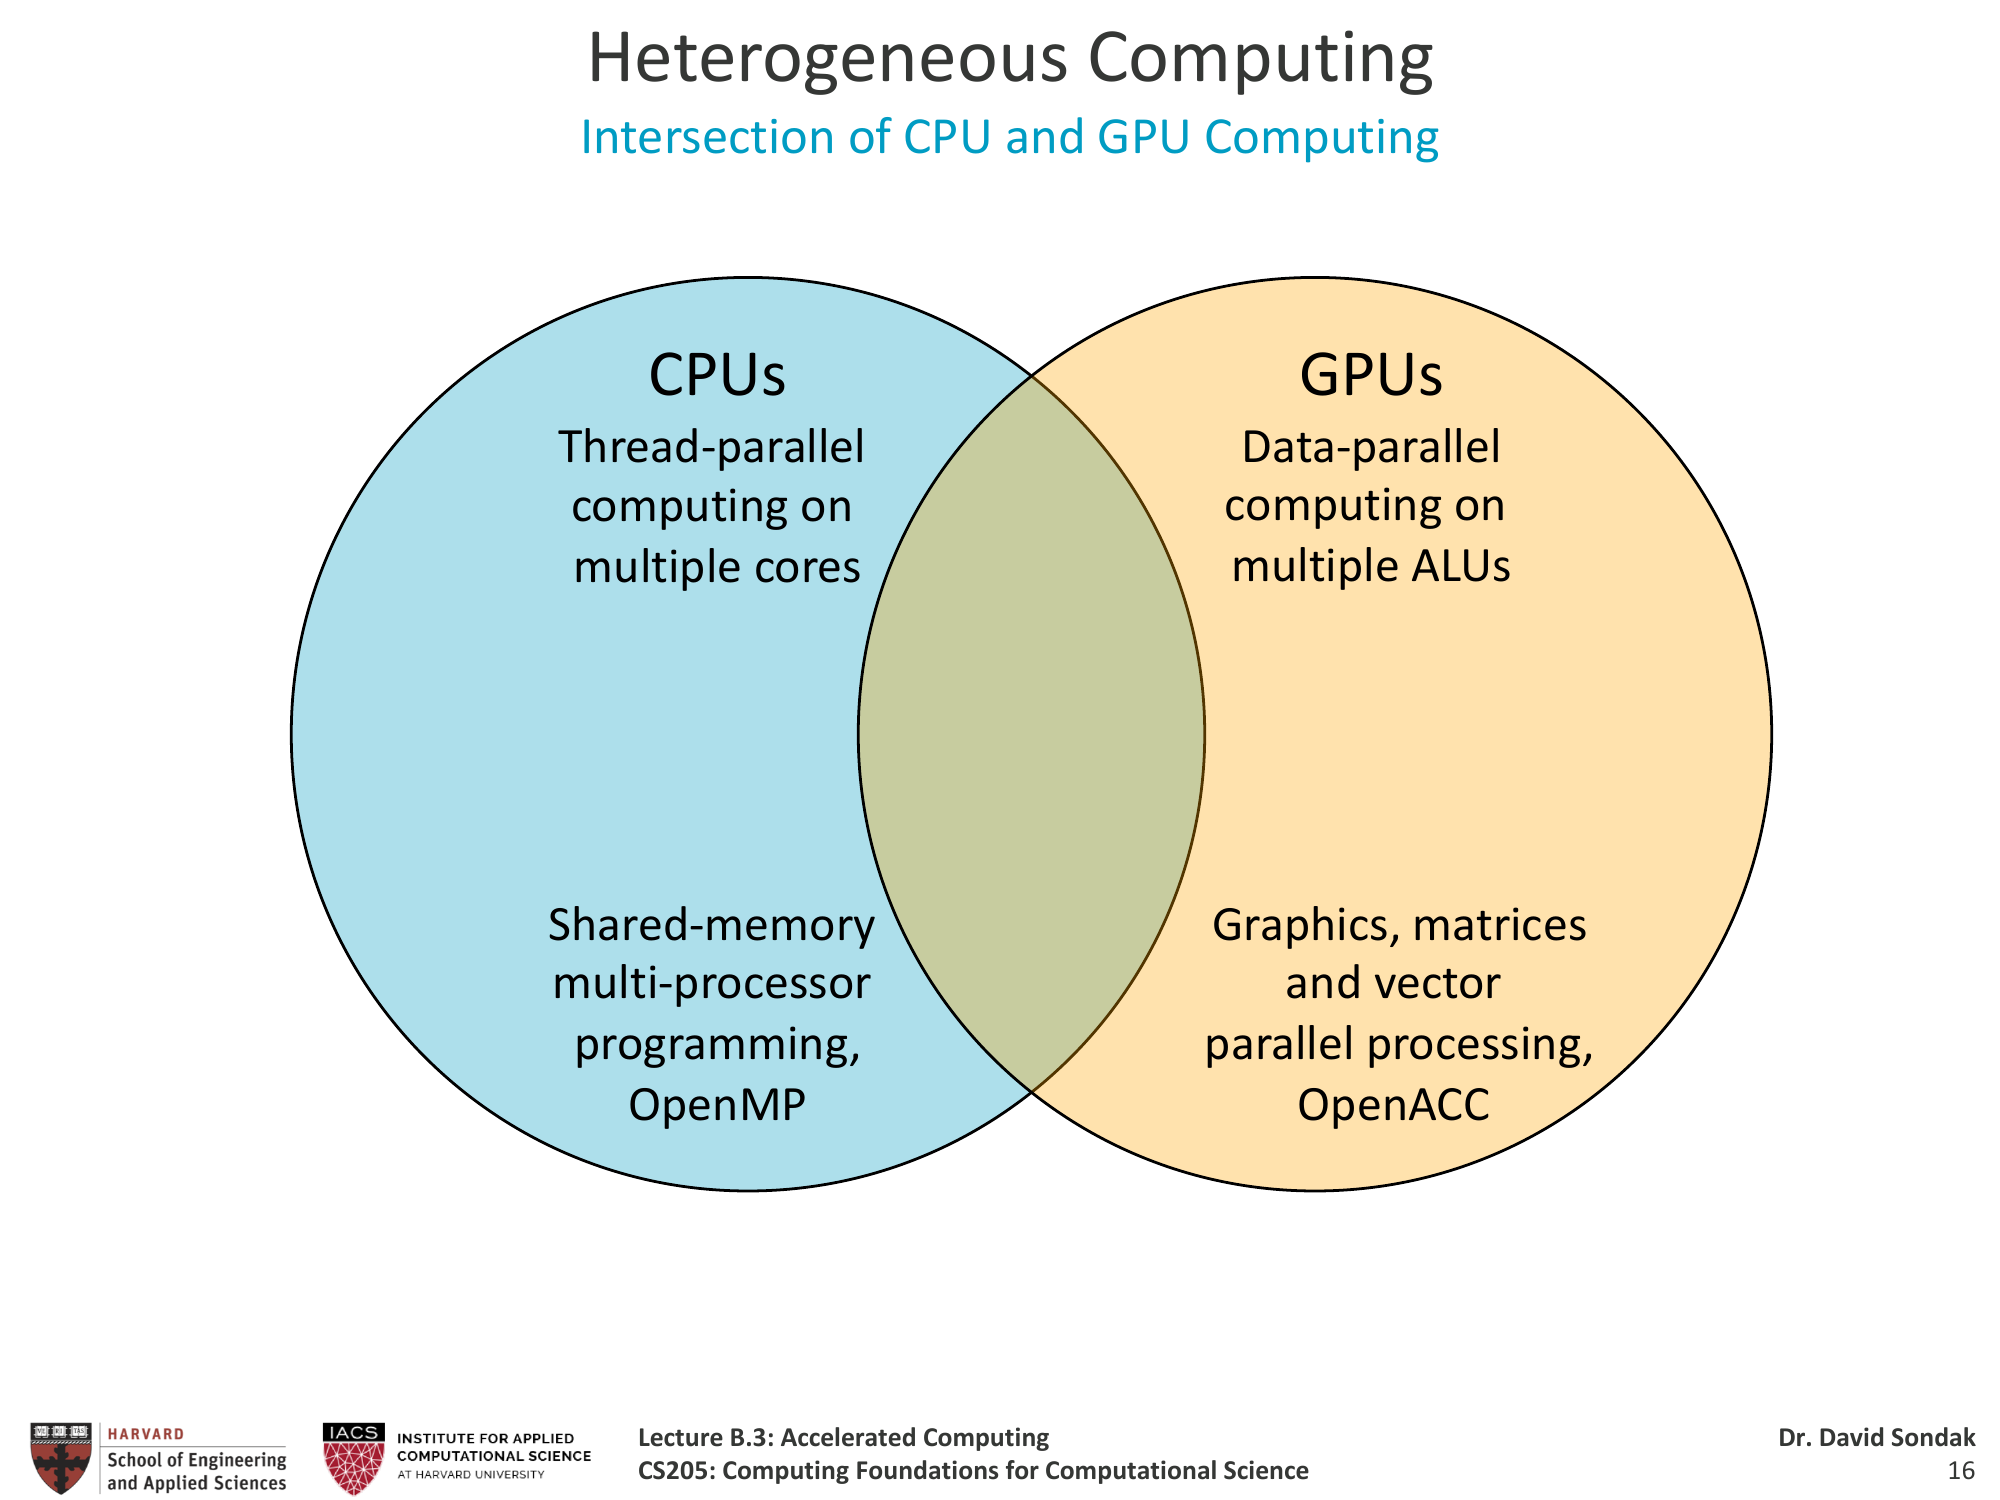 Heterogeneous Computing
Intersection of CPU and GPU Computing
CPUs
Thread-parallel
computing on
multiple cores
Shared-memory
multi-processor
programming,
OpenMP
GPUs
Data-parallel
computing on
multiple ALUs
Graphics, matrices
and vector
parallel processing,
OpenACC
HARVARD
School of Engineering
and Applied Sciences
IACS
INSTITUTE FOR APPLIED
COMPUTATIONAL SCIENCE
AT HARVARD UNIVERSITY
Lecture B.3: Accelerated Computing
CS205: Computing Foundations for Computational Science
Dr. David Sondak
16